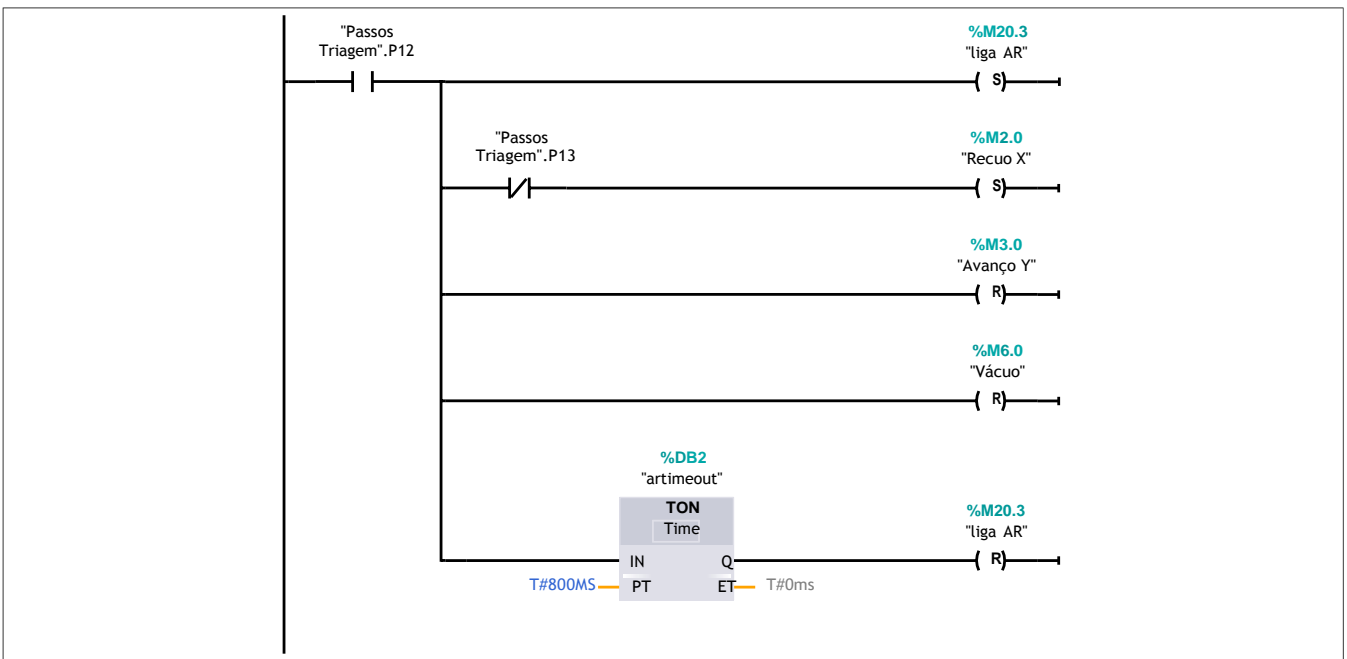 "Passos
Triagem".P12
%M20.3
"liga AR"
S
"Passos
Triagem".P13
%M2.0
"Recuo X"
S
%M3.0
"Avanço Y"
R
%M6.0
"Vácuo"
R
%DB2
"artimeout"
TON
Time
%M20.3
"liga AR"
IN
Q
R
T#800MS
PT
ET
T#0ms